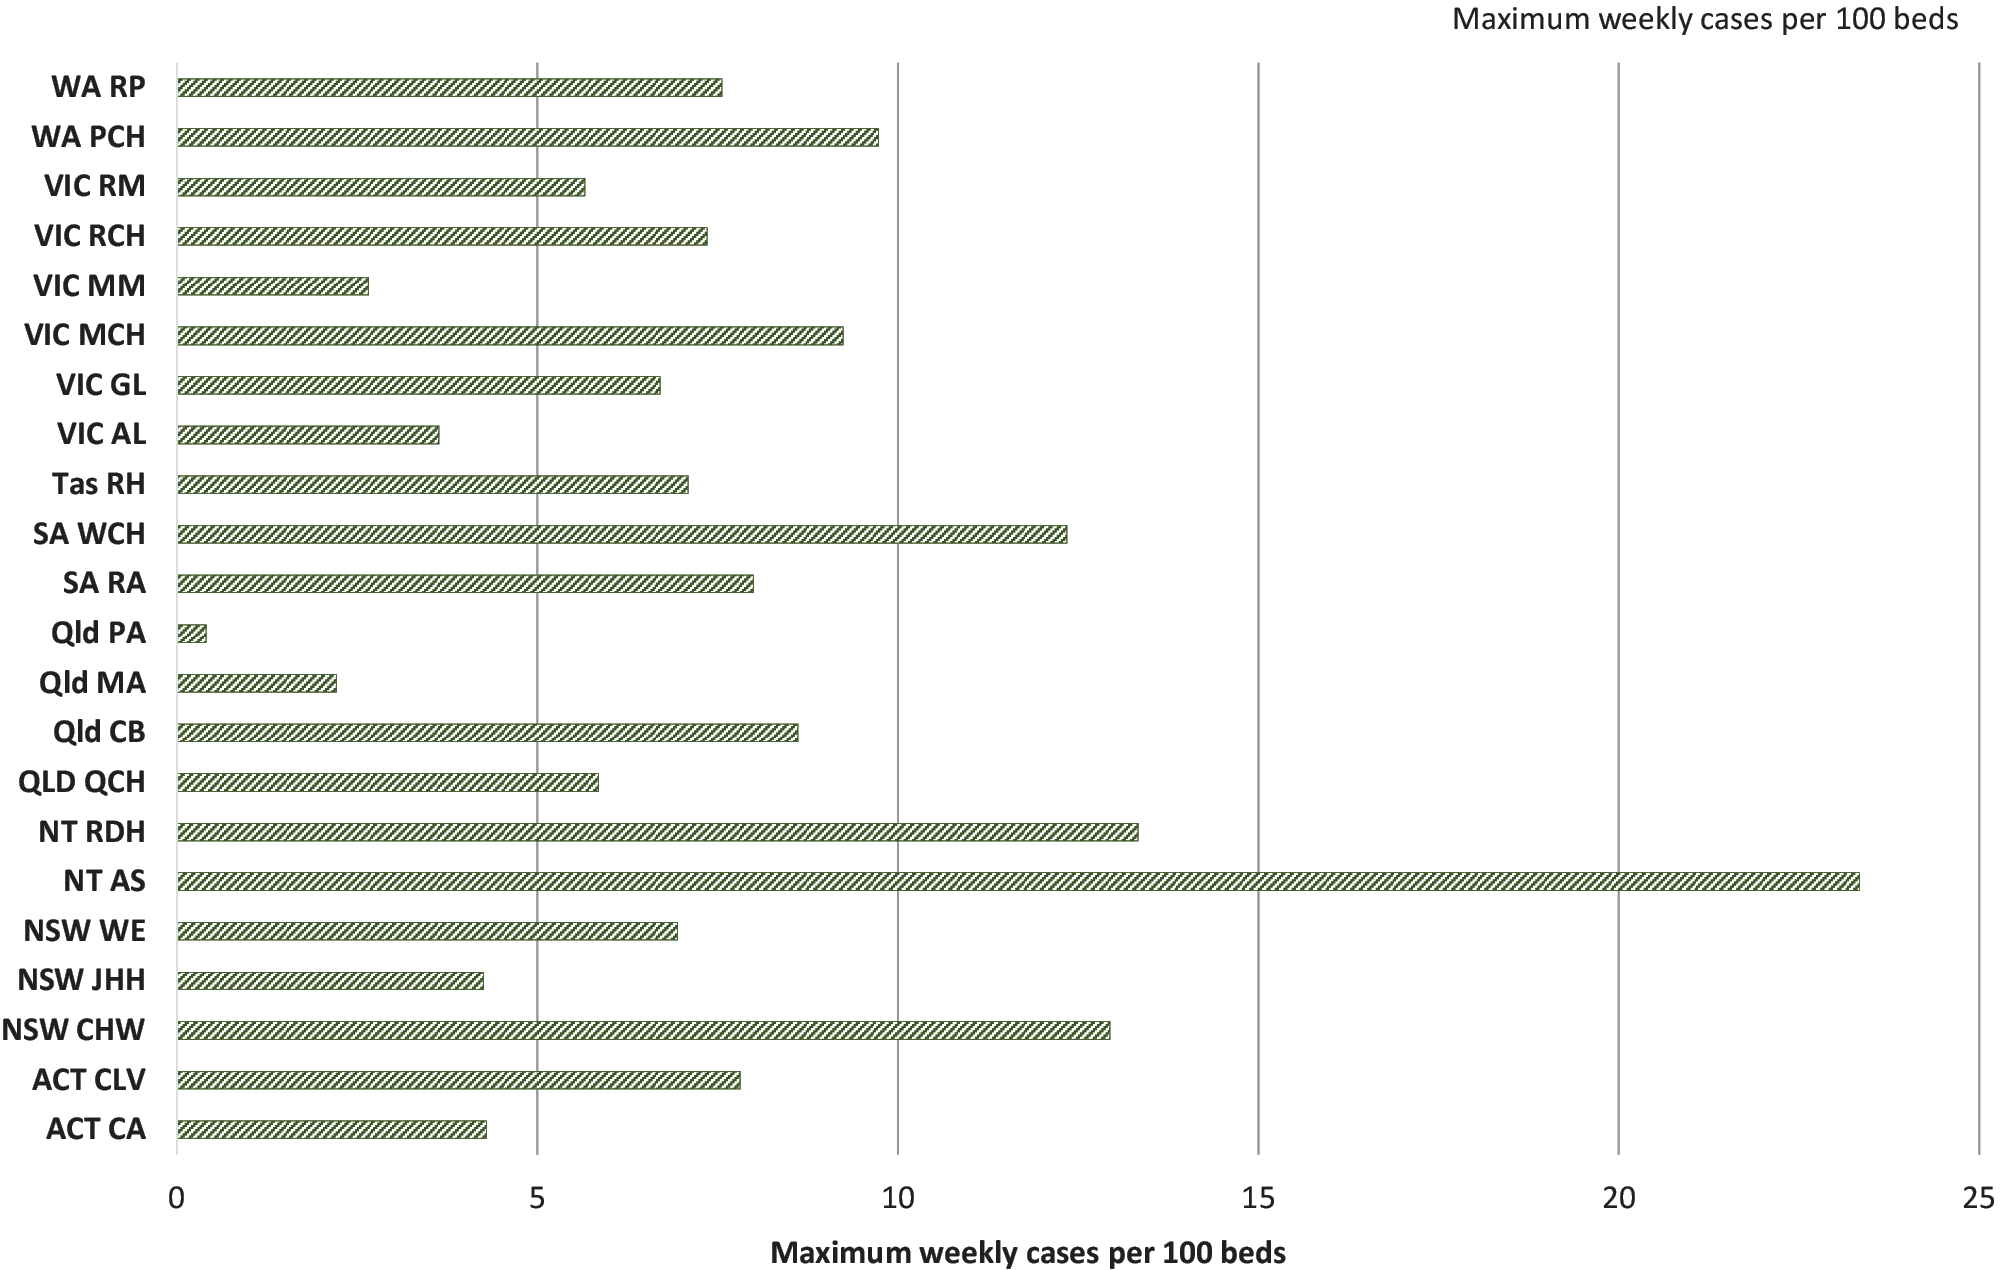 Maximum weekly cases per 100 beds
WA RP
WA PCH
VIC RM
VIC RCH
VIC MM
VIC MCH
VIC GL
VIC AL
Tas RH
SA WCH
SA RA
Qld PA
Qld MA
Qld CB
QLD QCH
NT RDH
NT AS
NSW WE
NSW JHH
NSW CHW
ACT CLV
ACT CA
0 5 10 15 20 25
Maximum weekly cases per 100 beds